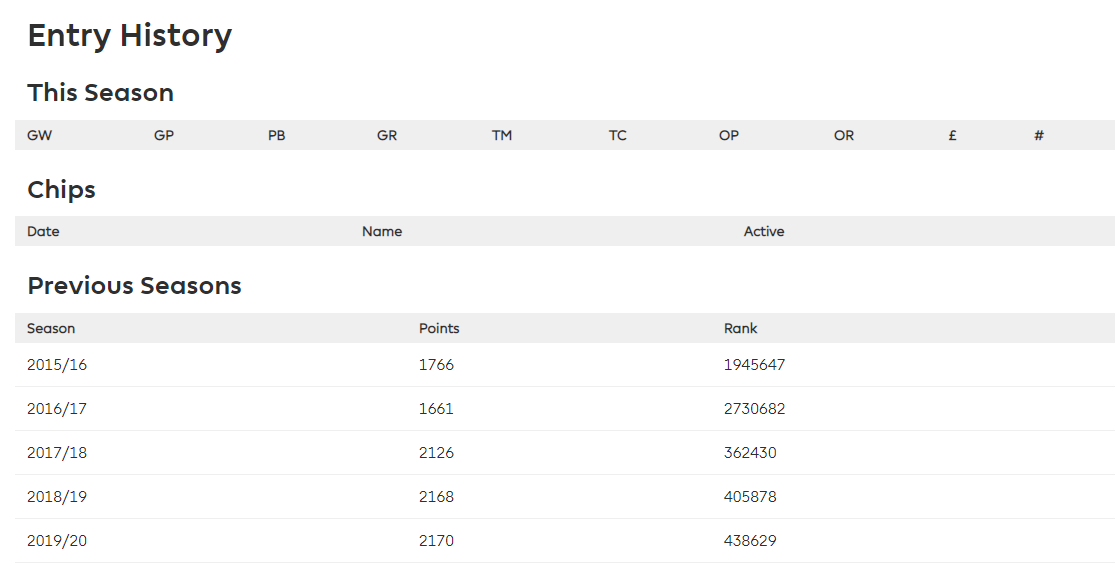 Entry History
This Season
GW GP PB GR TM TC OP OR £ #
Chips
Date Name Active
Previous Seasons
Season Points Rank
2015/16 1766 1945647
2016/17 1661 2730682
2017/18 2126 362430
2018/19 2168 405878
2019/20 2170 438629